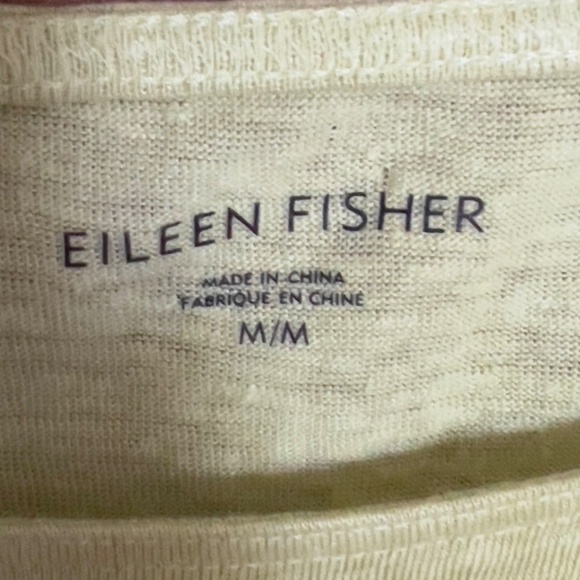 EILEEN FISHER
MADE IN CHINA
FABRIQUE EN CHINE
M/M